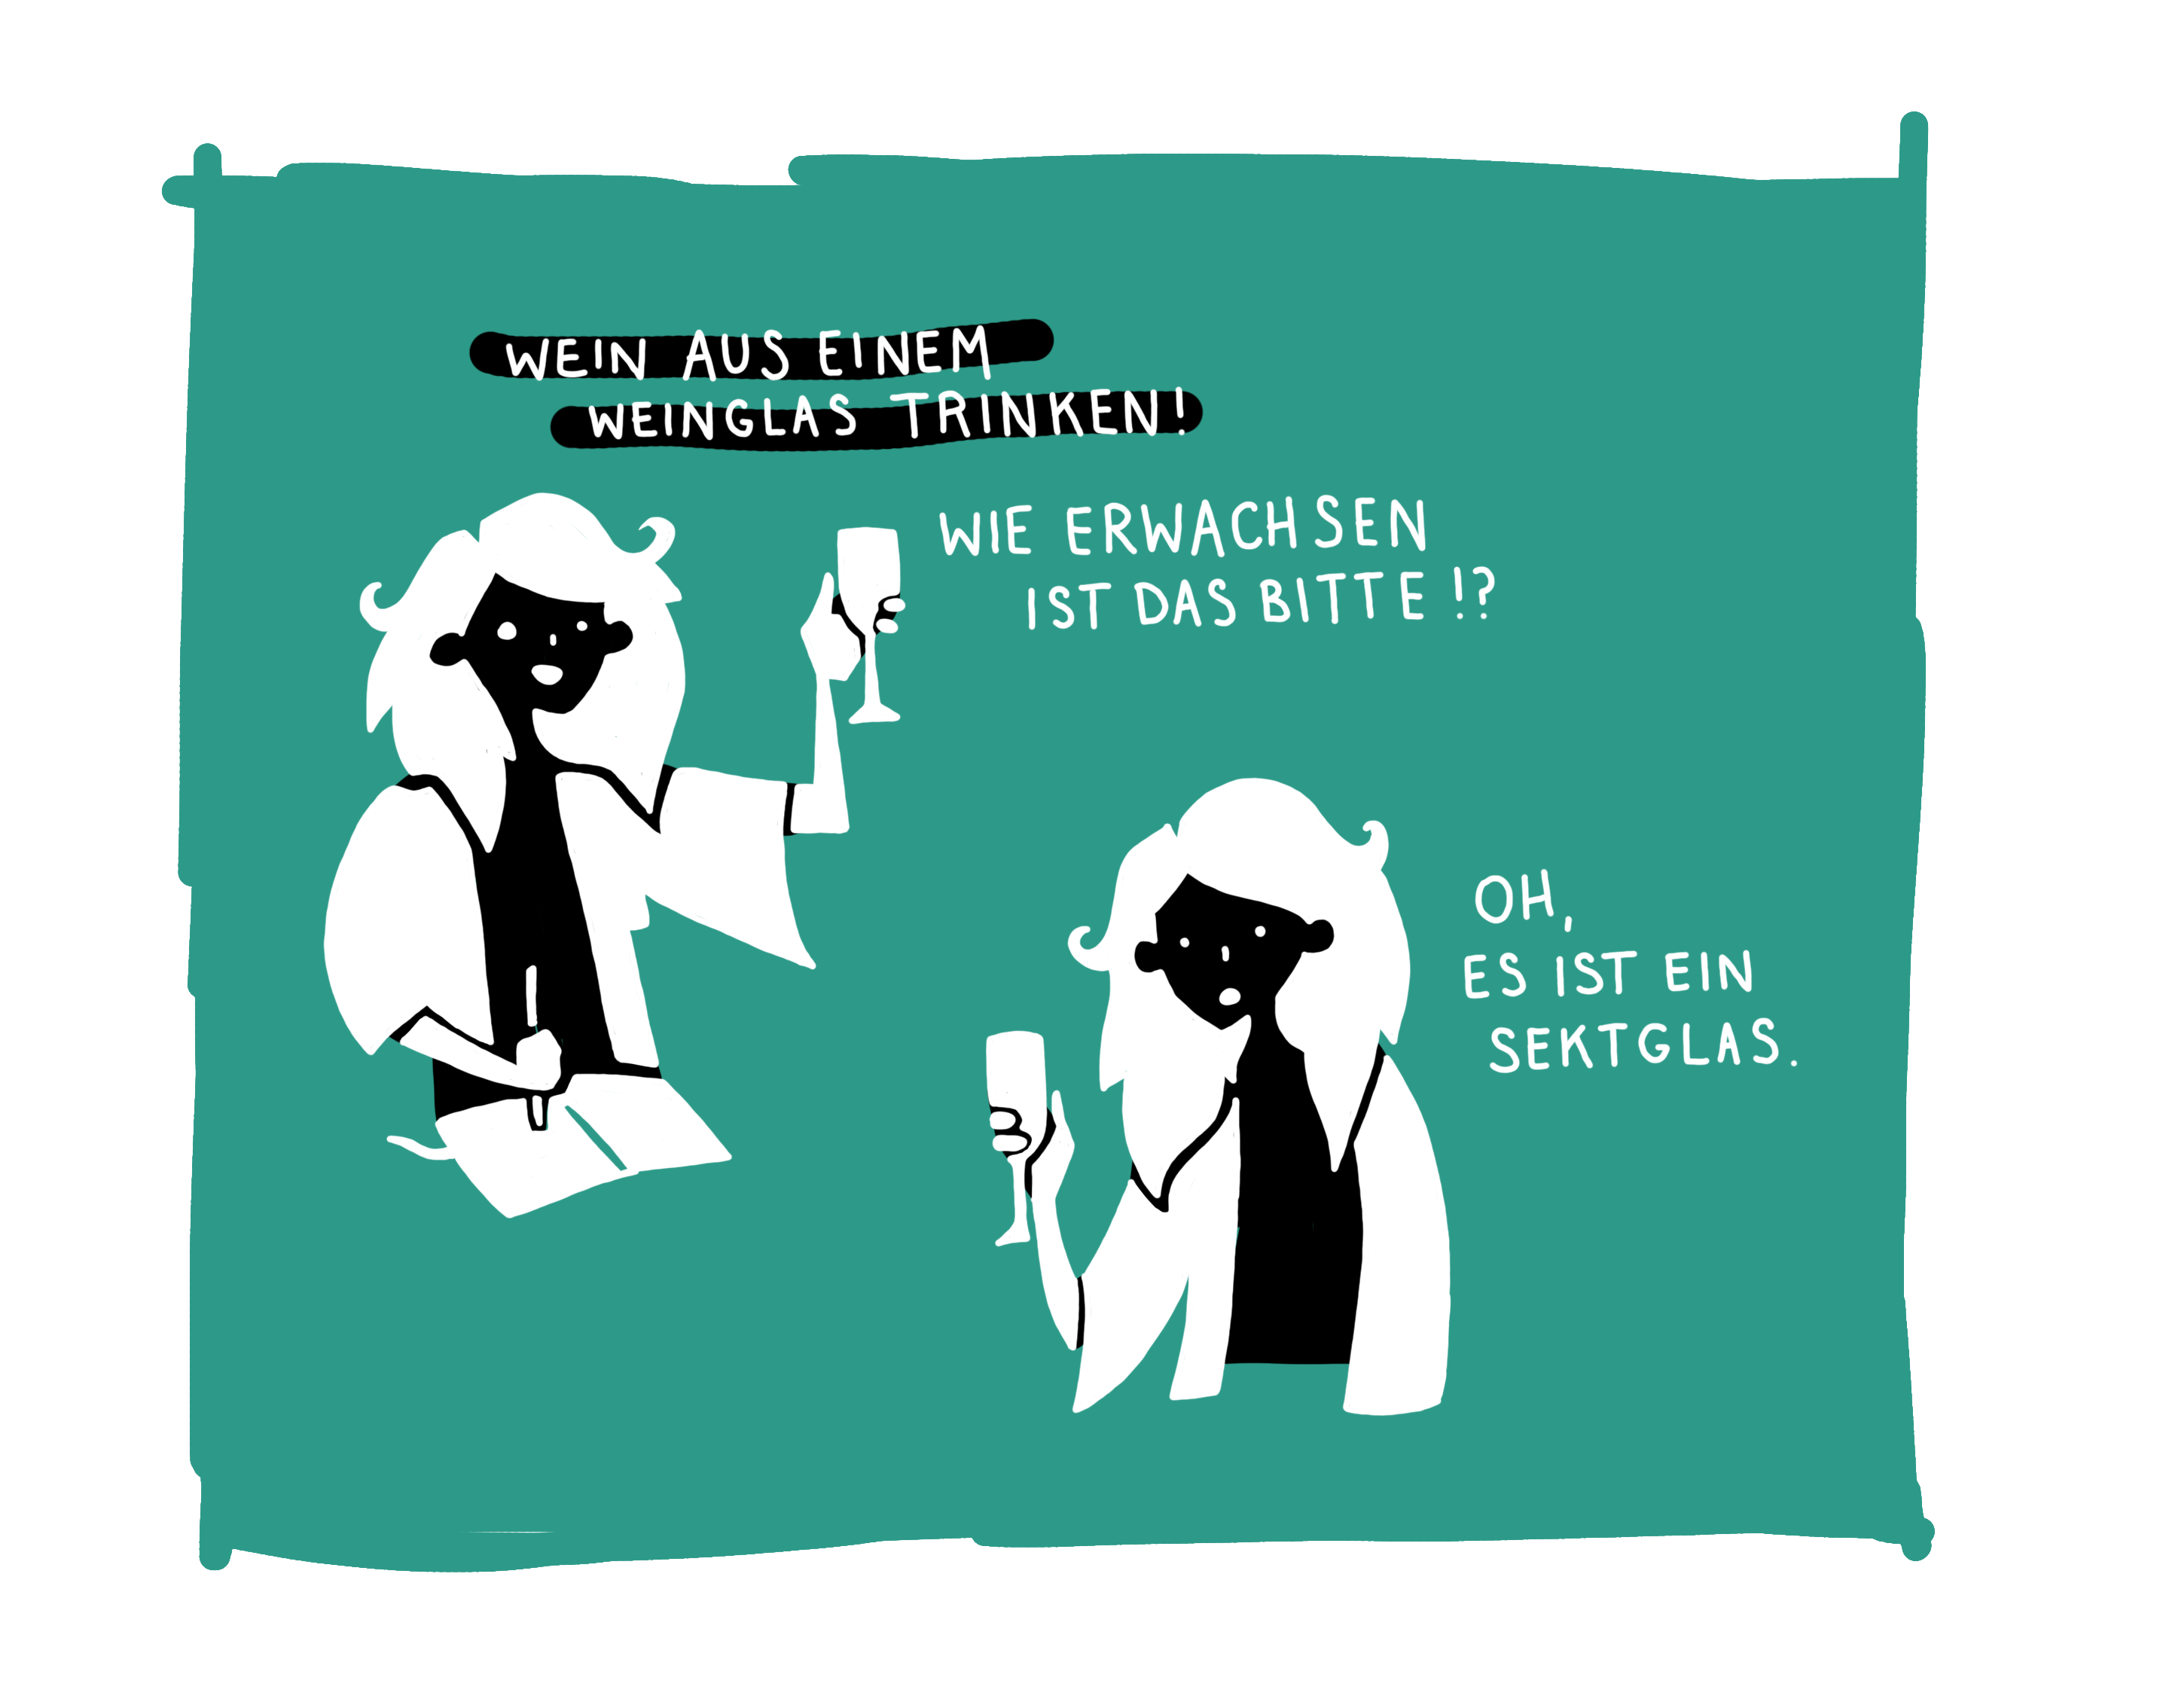 WEIN AUS EINEM
WEINGLAS TRINKEN!
WIE ERWACHSEN
IST DAS BITTE !?
OH,
ES IST EIN
SEKTGLAS.